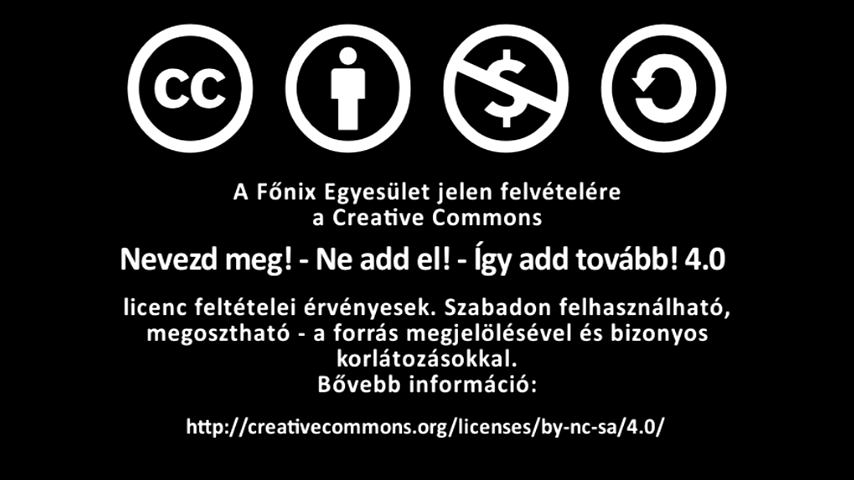 cc
$
A Főnix Egyesület jelen felvételére
a Creative Commons
Nevezd meg! - Ne add el! - Így add tovább! 4.0
licenc feltételei érvényesek. Szabadon felhasználható,
megosztható - a forrás megjelölésével és bizonyos
korlátozásokkal.
Bővebb információ:
http://creativecommons.org/licenses/by-nc-sa/4.0/